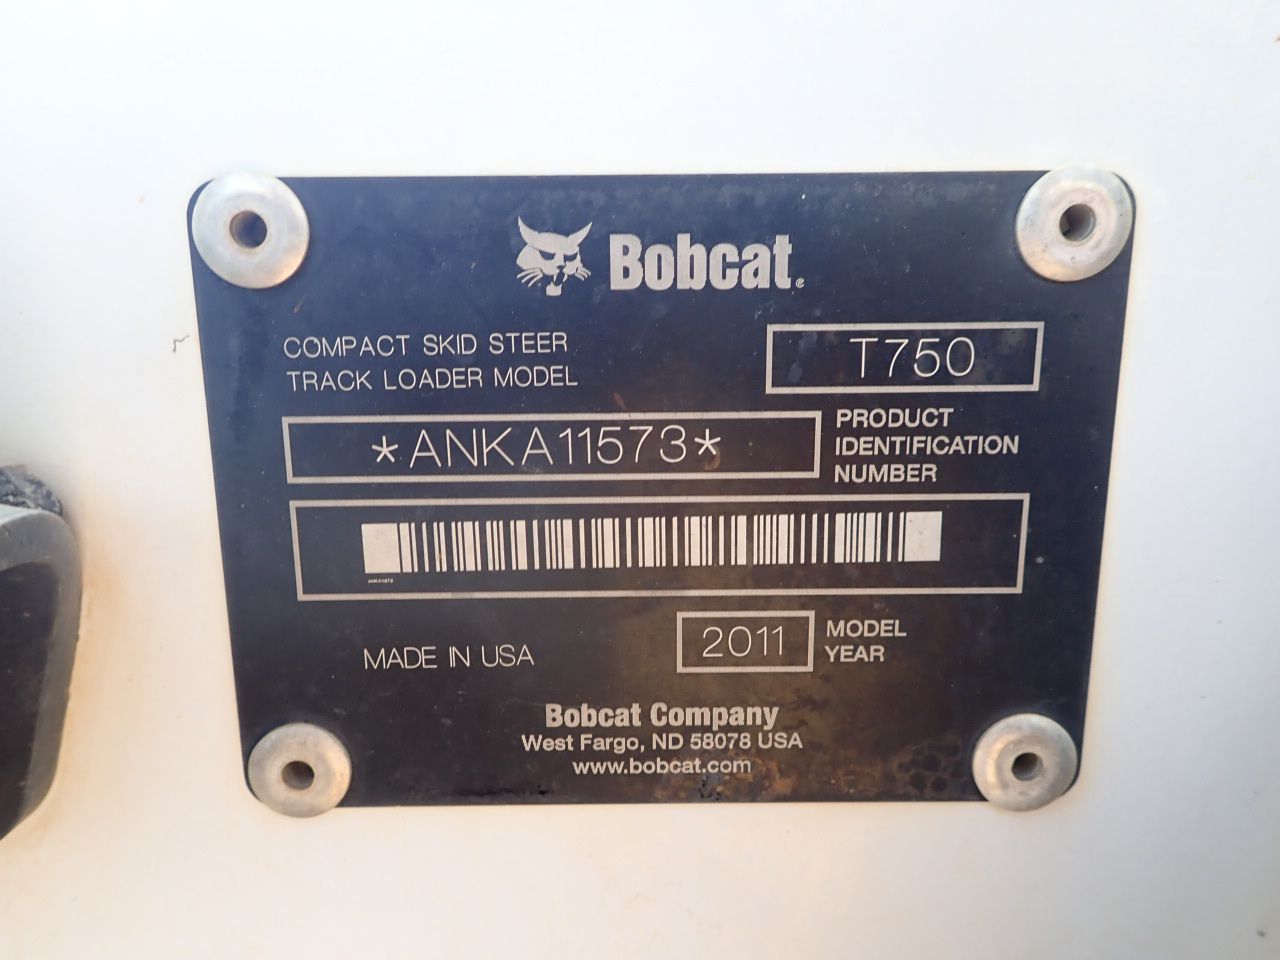 Bobcat
COMPACT SKID STEER
TRACK LOADER MODEL
T750
*ANKA11573*
PRODUCT
IDENTIFICATION
NUMBER
MADE IN USA
2011
MODEL
YEAR
Bobcat Company
West Fargo, ND 58078 USA
www.bobcat.com